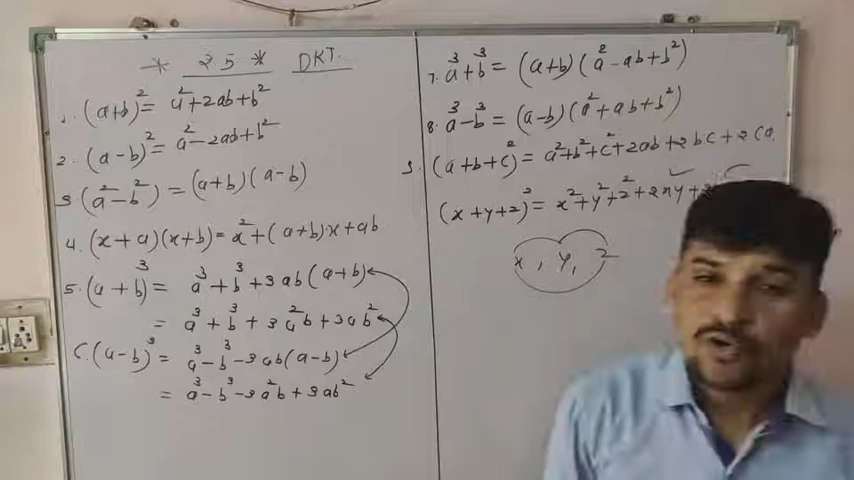 * 25 * DKT.
1. (a+b)² = a²+2ab+b²
2. (a-b)² = a²-2ab+b²
3 (a²-b²) = (a+b)(a-b)
4. (x+a)(x+b) = x²+(a+b)·x+ab
5. (a+b)³ = a³+b³+3ab(a+b)
= a³+b³+3a²b+3ab²
6. (a-b)³ = a³-b³-3ab(a-b)
= a³-b³-3a²b+3ab²
7. a³+b³ = (a+b)(a²-ab+b²)
8. a³-b³ = (a-b)(a²+ab+b²)
9. (a+b+c)² = a²+b²+c²+2ab+2bc+2ca
(x+y+z)² = x²+y²+z²+2xy+
x, y, z